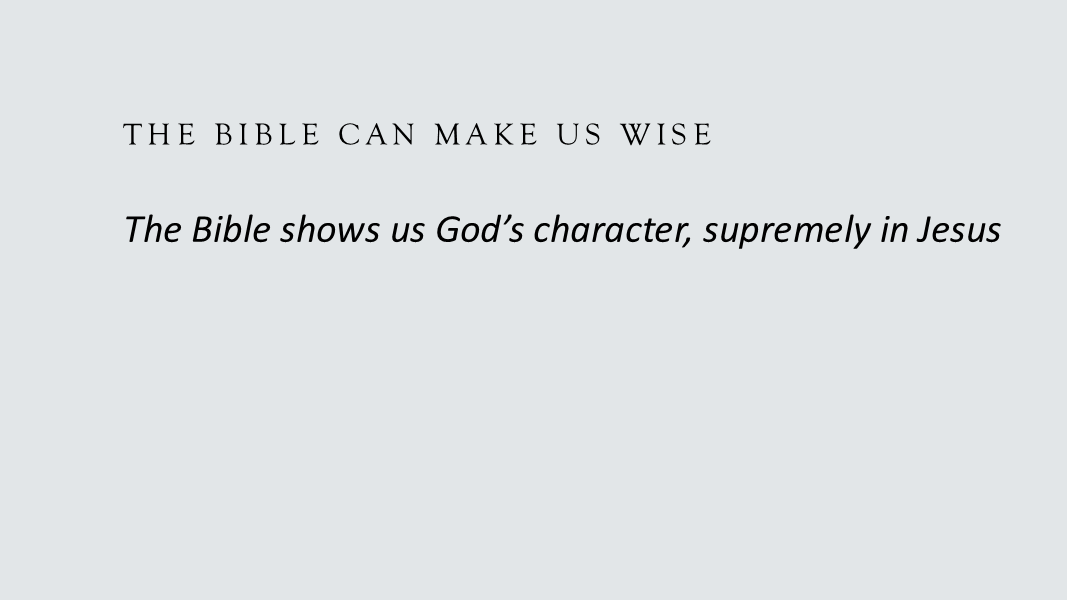 THE BIBLE CAN MAKE US WISE
The Bible shows us God’s character, supremely in Jesus